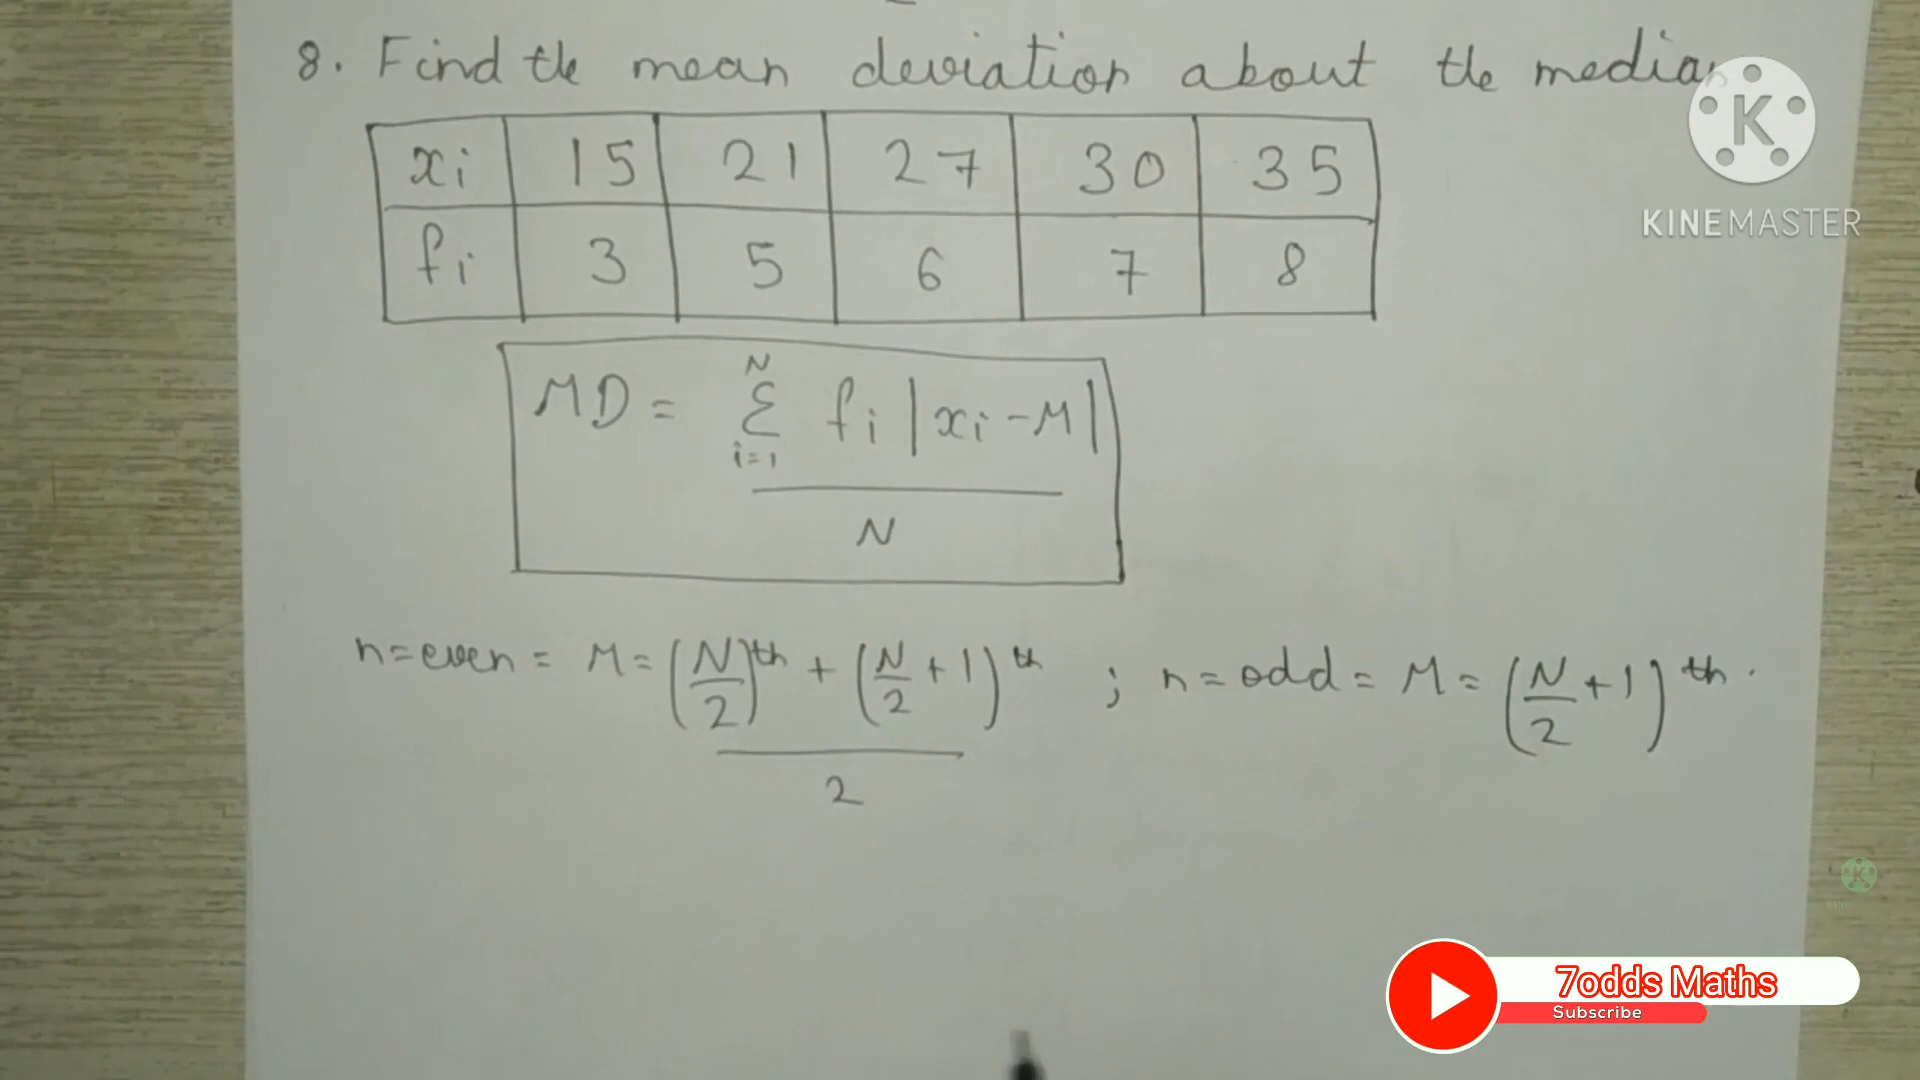 8. Find the mean deviation about the median
xi 15 21 27 30 35
fi 3 5 6 7 8
KINEMASTER
N
MD = Σ fi |xi - M|
i=1
N
n=even = M = (N/2)th + (N/2 + 1)th ; n = odd = M = (N/2 + 1)th .
2
7odds Maths
Subscribe